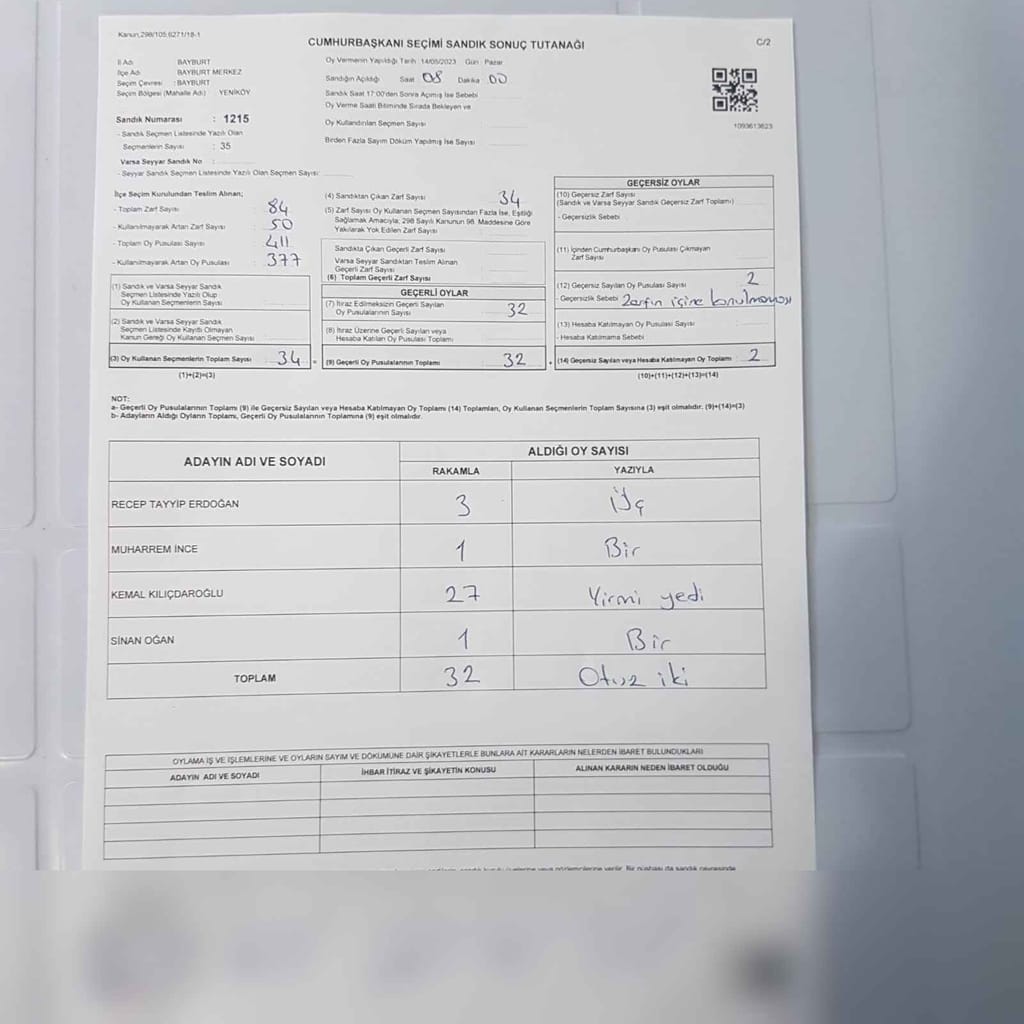 Kanun, 298/105,6271/18-1
C/2
CUMHURBAŞKANI SEÇİMİ SANDIK SONUÇ TUTANAĞI
İl Adı : BAYBURT
İlçe Adı : BAYBURT MERKEZ
Seçim Çevresi : BAYBURT
Seçim Bölgesi (Mahalle Adı) : YENİKÖY
Sandık Numarası : 1215
- Sandık Seçmen Listesinde Yazılı Olan
Seçmenlerin Sayısı : 35
Varsa Seyyar Sandık No :
- Seyyar Sandık Seçmen Listesinde Yazılı Olan Seçmen Sayısı:
Oy Vermenin Yapıldığı Tarih 14/05/2023 Gün : Pazar
Sandığın Açıldığı Saat 08 Dakika 00
Sandık Saat 17:00'den Sonra Açımış İse Sebebi
Oy Verme Saati Bitiminde Sırada Bekleyen ve
Oy Kullandırılan Seçmen Sayısı
Birden Fazla Sayım Döküm Yapılmış İse Sayısı
1093613623
İlçe Seçim Kurulundan Teslim Alınan;
- Toplam Zarf Sayısı 84
- Kullanılmayarak Artan Zarf Sayısı 50
- Toplam Oy Pusulası Sayısı 411
- Kullanılmayarak Artan Oy Pusulası 377
(1) Sandık ve Varsa Seyyar Sandık
Seçmen Listesinde Yazılı Olup
Oy Kullanan Seçmenlerin Sayısı
(2) Sandık ve Varsa Seyyar Sandık
Seçmen Listesinde Kayıtlı Olmayan
Kanun Gereği Oy Kullanan Seçmen Sayısı
(3) Oy Kullanan Seçmenlerin Toplam Sayısı 34 =
(1)+(2)=(3)
(4) Sandıktan Çıkan Zarf Sayısı 34
(5) Zarf Sayısı Oy Kullanan Seçmen Sayısından Fazla İse, Eşitliği
Sağlamak Amacıyla, 298 Sayılı Kanunun 98. Maddesine Göre
Yakılarak Yok Edilen Zarf Sayısı
Sandıkta Çıkan Geçerli Zarf Sayısı
Varsa Seyyar Sandıktan Teslim Alınan
Geçerli Zarf Sayısı
(6) Toplam Geçerli Zarf Sayısı
GEÇERLİ OYLAR
(7) İtiraz Edilmeksizin Geçerli Sayılan
Oy Pusulalarının Sayısı 32
(8) İtiraz Üzerine Geçerli Sayılan veya
Hesaba Katılan Oy Pusulaları Toplamı
(9) Geçerli Oy Pusulalarının Toplamı 32 +
GEÇERSİZ OYLAR
(10) Geçersiz Zarf Sayısı
(Sandık ve Varsa Seyyar Sandık Geçersiz Zarf Toplamı)
- Geçersizlik Sebebi
(11) İçinden Cumhurbaşkanı Oy Pusulası Çıkmayan
Zarf Sayısı
(12) Geçersiz Sayılan Oy Pusulası Sayısı 2
- Geçersizlik Sebebi Zarfın içine konulmaması
(13) Hesaba Katılmayan Oy Pusulası Sayısı
- Hesaba Katılmama Sebebi
(14) Geçersiz Sayılan veya Hesaba Katılmayan Oy Toplamı 2
(10)+(11)+(12)+(13)=(14)
NOT:
a- Geçerli Oy Pusulalarının Toplamı (9) ile Geçersiz Sayılan veya Hesaba Katılmayan Oy Toplamı (14) Toplamları, Oy Kullanan Seçmenlerin Toplam Sayısına (3) eşit olmalıdır. (9)+(14)=(3)
b- Adayların Aldığı Oyların Toplamı, Geçerli Oy Pusulalarının Toplamına (9) eşit olmalıdır.
ADAYIN ADI VE SOYADI
ALDIĞI OY SAYISI
RAKAMLA YAZIYLA
RECEP TAYYİP ERDOĞAN 3 Üç
MUHARREM İNCE 1 Bir
KEMAL KILIÇDAROĞLU 27 Yirmi yedi
SİNAN OĞAN 1 Bir
TOPLAM 32 Otuz iki
OYLAMA İŞ VE İŞLEMLERİNE VE OYLARIN SAYIM VE DÖKÜMÜNE DAİR ŞİKAYETLERLE BUNLARA AİT KARARLARIN NELERDEN İBARET BULUNDUKLARI
ADAYIN ADI VE SOYADI İHBAR İTİRAZ VE ŞİKAYETİN KONUSU ALINAN KARARIN NEDEN İBARET OLDUĞU